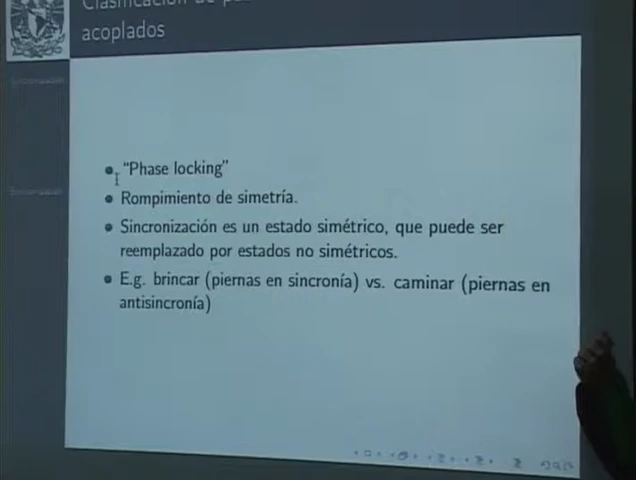 Clasificación de
acoplados
"Phase locking"
Rompimiento de simetría.
Sincronización es un estado simétrico, que puede ser
reemplazado por estados no simétricos.
E.g. brincar (piernas en sincronía) vs. caminar (piernas en
antisincronía)